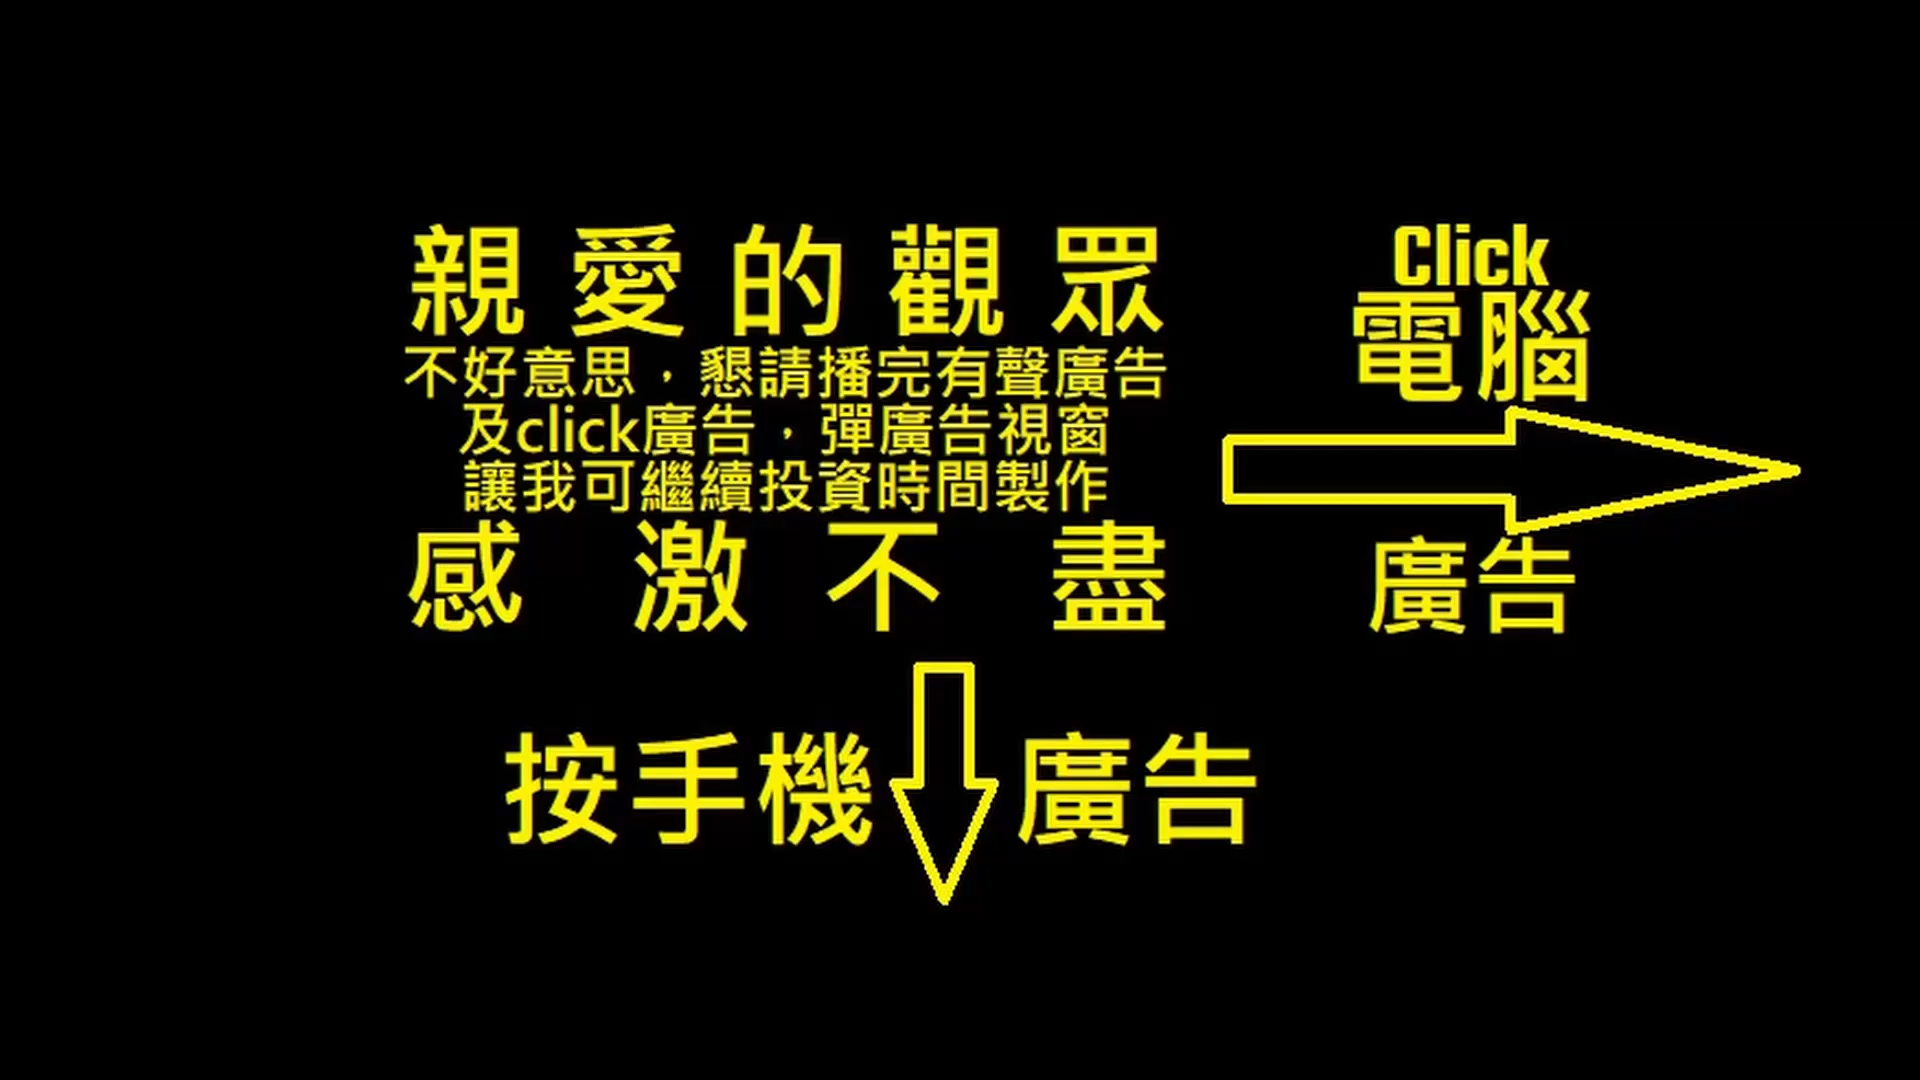 親愛的觀眾
不好意思，懇請播完有聲廣告
及click廣告，彈廣告視窗
讓我可繼續投資時間製作
感激不盡
Click
電腦
廣告
按手機廣告